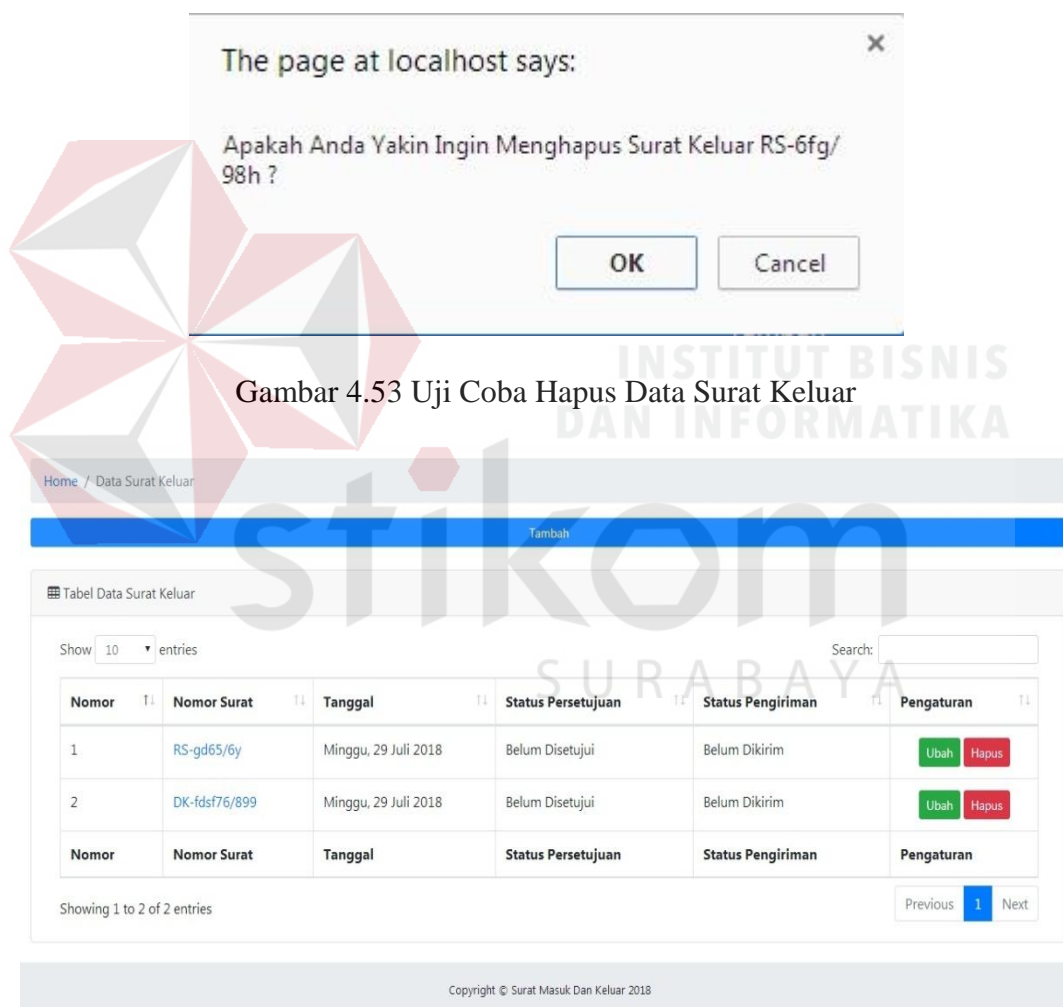 The page at localhost says:
Apakah Anda Yakin Ingin Menghapus Surat Keluar RS-6fg/
98h ?
OK Cancel
INSTITUT BISNIS
Gambar 4.53 Uji Coba Hapus Data Surat Keluar
DAN INFORMATIKA
Home / Data Surat Keluar
stikom
Tambah
Tabel Data Surat Keluar
Show 10 entries Search:
SURABAYA
Nomor Nomor Surat Tanggal Status Persetujuan Status Pengiriman Pengaturan
1 RS-gd65/6y Minggu, 29 Juli 2018 Belum Disetujui Belum Dikirim Ubah Hapus
2 DK-fdsf76/899 Minggu, 29 Juli 2018 Belum Disetujui Belum Dikirim Ubah Hapus
Nomor Nomor Surat Tanggal Status Persetujuan Status Pengiriman Pengaturan
Showing 1 to 2 of 2 entries Previous 1 Next
Copyright © Surat Masuk Dan Keluar 2018